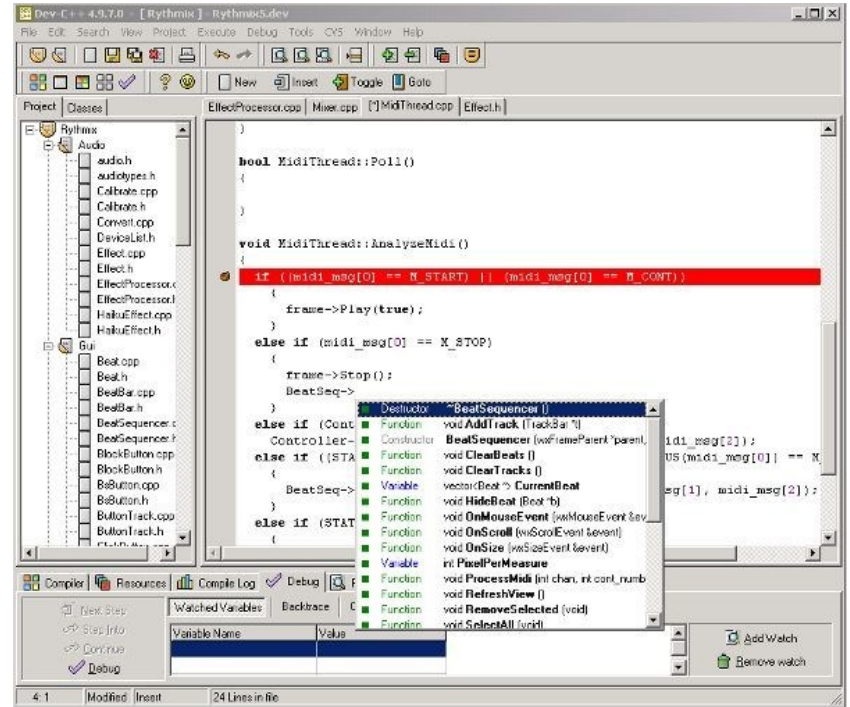 Dev-C++ 4.9.7.0 - [ Rythmix ] - Rythmix5.dev
File Edit Search View Project Execute Debug Tools CVS Window Help
New Insert Toggle Goto
Project Classes
EffectProcessor.cpp Mixer.cpp [*] MidiThread.cpp Effect.h
Rythmix
Audio
audio.h
audiotypes.h
Calibrate.cpp
Calibrate.h
Convert.cpp
DeviceList.h
Effect.cpp
Effect.h
EffectProcessor.c
EffectProcessor.h
HaikuEffect.cpp
HaikuEffect.h
Gui
Beat.cpp
Beat.h
BeatBar.cpp
BeatBar.h
BeatSequencer.c
BeatSequencer.h
BlockButton.cpp
BlockButton.h
BsButton.cpp
BsButton.h
ButtonTrack.cpp
ButtonTrack.h
}
bool MidiThread::Poll()
{
}
void MidiThread::AnalyzeMidi()
{
if ((midi_msg[0] == M_START) || (midi_msg[0] == M_CONT))
{
frame->Play(true);
}
else if (midi_msg[0] == M_STOP)
{
frame->Stop();
BeatSeq->
}
else if (Cont
Controller- idi_msg[2]);
else if ((STA US(midi_msg[0]) == M_
{
BeatSeq-> sg[1], midi_msg[2]);
}
else if (STAT
{
Destructor ~BeatSequencer ()
Function void AddTrack (TrackBar *t)
Constructor BeatSequencer (wxFrameParent *parent,
Function void ClearBeats ()
Function void ClearTracks ()
Variable vector<Beat *> CurrentBeat
Function void HideBeat (Beat *b)
Function void OnMouseEvent (wxMouseEvent &ev
Function void OnScroll (wxScrollEvent &event)
Function void OnSize (wxSizeEvent &event)
Variable int PixelPerMeasure
Function void ProcessMidi (int chan, int cont_numb
Function void RefreshView ()
Function void RemoveSelected (void)
Function void SelectAll (void)
Compiler Resources Compile Log Debug F
Next Step
Step Into
Continue
Debug
Watched Variables Backtrace
Variable Name Value
Add Watch
Remove watch
4: 1 Modified Insert 24 Lines in file